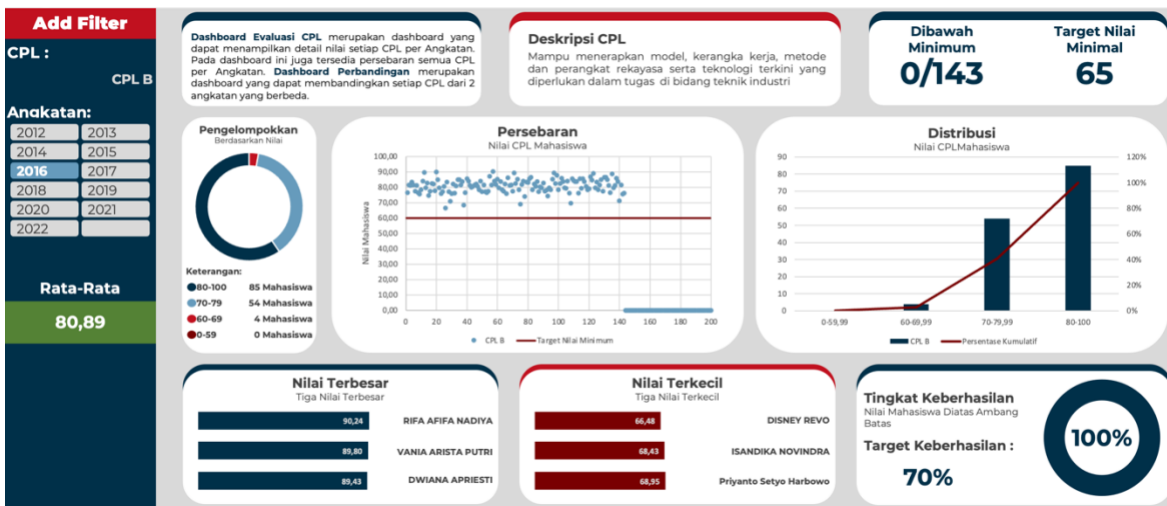 Add Filter
CPL :
CPL B
Angkatan:
2012 2013
2014 2015
2016 2017
2018 2019
2020 2021
2022
Rata-Rata
80,89
Dashboard Evaluasi CPL merupakan dashboard yang
dapat menampilkan detail nilai setiap CPL per Angkatan.
Pada dashboard ini juga tersedia persebaran semua CPL
per Angkatan. Dashboard Perbandingan merupakan
dashboard yang dapat membandingkan setiap CPL dari 2
angkatan yang berbeda.
Deskripsi CPL
Mampu menerapkan model, kerangka kerja, metode
dan perangkat rekayasa serta teknologi terkini yang
diperlukan dalam tugas di bidang teknik industri
Dibawah
Minimum
0/143
Target Nilai
Minimal
65
Pengelompokkan
Berdasarkan Nilai
Keterangan:
80-100 85 Mahasiswa
70-79 54 Mahasiswa
60-69 4 Mahasiswa
0-59 0 Mahasiswa
Persebaran
Nilai CPL Mahasiswa
Nilai Mahasiswa
100,00
90,00
80,00
70,00
60,00
50,00
40,00
30,00
20,00
10,00
0,00
0 20 40 60 80 100 120 140 160 180 200
CPL B Target Nilai Minimum
Distribusi
Nilai CPLMahasiswa
90
80
70
60
50
40
30
20
10
0
120%
100%
80%
60%
40%
20%
0%
0-59,99 60-69,99 70-79,99 80-100
CPL B Persentase Kumulatif
Nilai Terbesar
Tiga Nilai Terbesar
90,24 RIFA AFIFA NADIYA
89,80 VANIA ARISTA PUTRI
89,43 DWIANA APRIESTI
Nilai Terkecil
Tiga Nilai Terkecil
66,48 DISNEY REVO
68,43 ISANDIKA NOVINDRA
68,95 Priyanto Setyo Harbowo
Tingkat Keberhasilan
Nilai Mahasiswa Diatas Ambang
Batas
Target Keberhasilan :
70%
100%